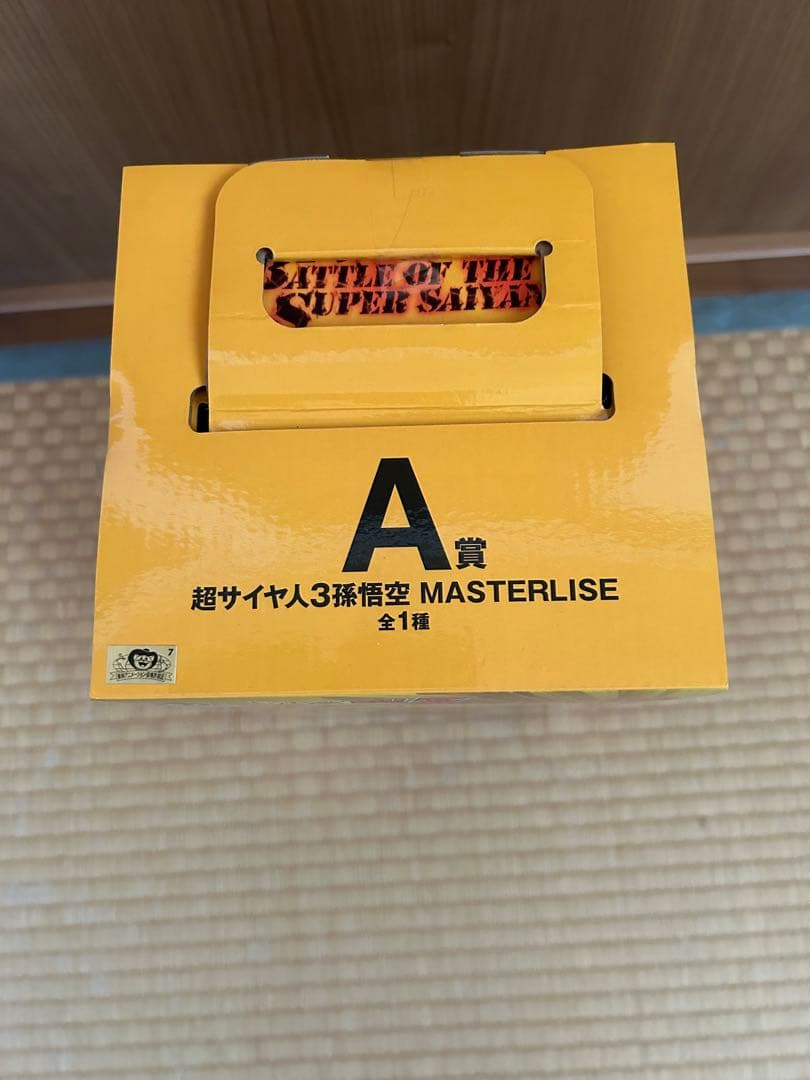 BATTLE OF THE
SUPER SAIYAN
A賞
超サイヤ人3孫悟空 MASTERLISE
全1種
7